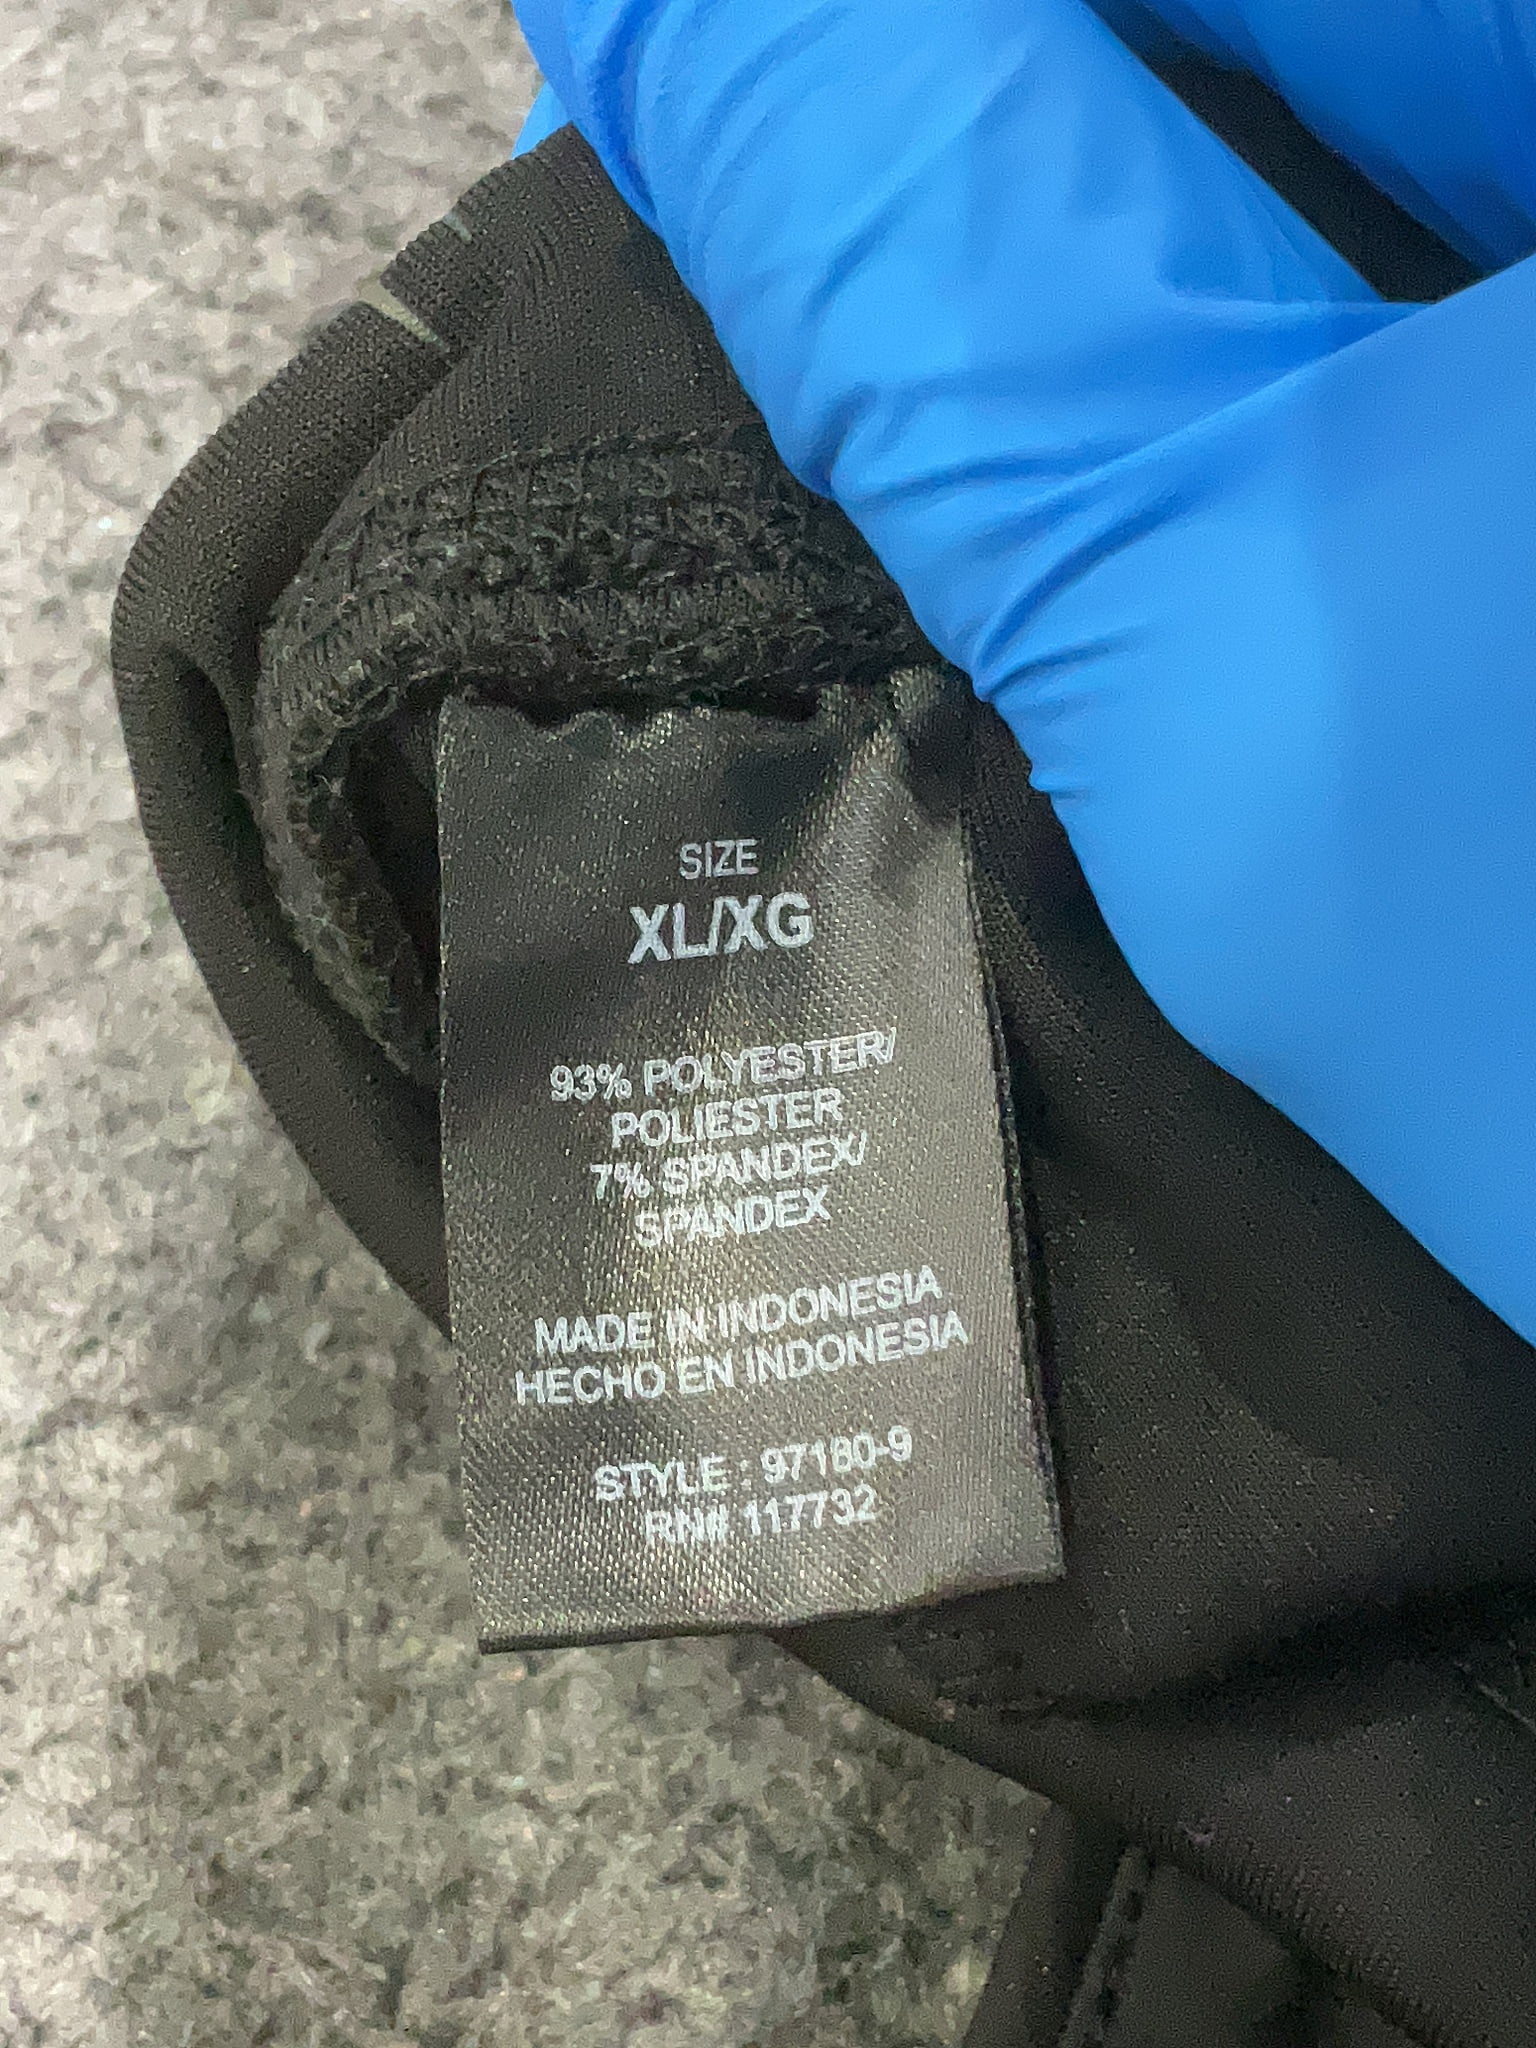 SIZE
XL/XG
93% POLYESTER/
POLIESTER
7% SPANDEX/
SPANDEX
MADE IN INDONESIA
HECHO EN INDONESIA
STYLE : 97180-9
RN# 117732